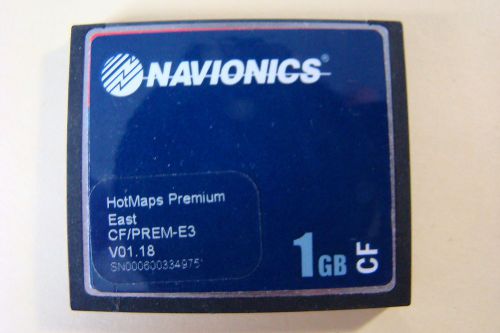 NAVIONICS®
HotMaps Premium
East
CF/PREM-E3
V01.18
SN000600334975
1GB CF